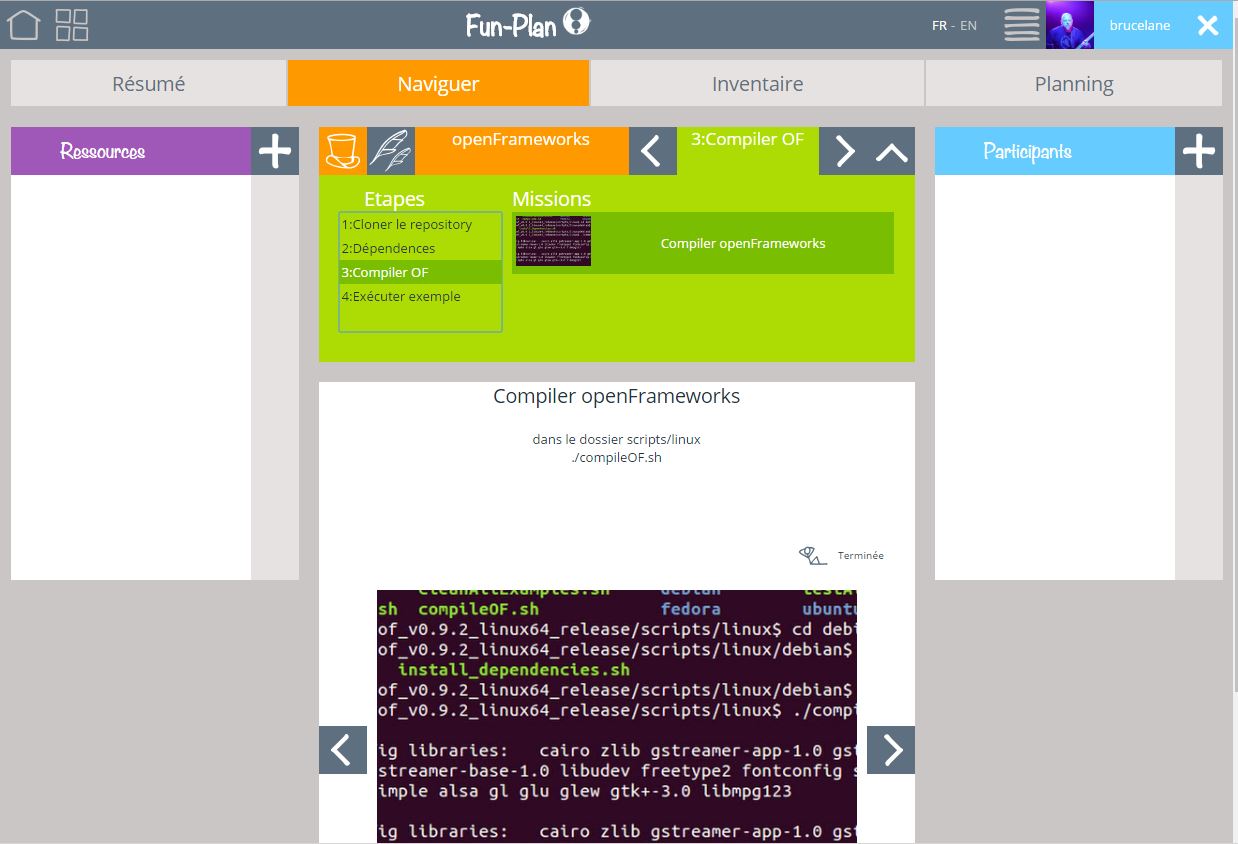 Fun-Plan
FR - EN
brucelane
Résumé
Naviguer
Inventaire
Planning
Ressources
openFrameworks
3:Compiler OF
Participants
Etapes
1:Cloner le repository
2:Dépendences
3:Compiler OF
4:Exécuter exemple
Missions
Compiler openFrameworks
Compiler openFrameworks
dans le dossier scripts/linux
./compileOF.sh
Terminée
cleanAllExamples.sh debian testA
sh compileOF.sh fedora ubuntu
of_v0.9.2_linux64_release/scripts/linux$ cd debi
of_v0.9.2_linux64_release/scripts/linux/debian$
install_dependencies.sh
of_v0.9.2_linux64_release/scripts/linux/debian$
of_v0.9.2_linux64_release/scripts/linux$ ./compi
ig libraries: cairo zlib gstreamer-app-1.0 gst
streamer-base-1.0 libudev freetype2 fontconfig s
imple alsa gl glu glew gtk+-3.0 libmpg123
ig libraries: cairo zlib gstreamer-app-1.0 gst